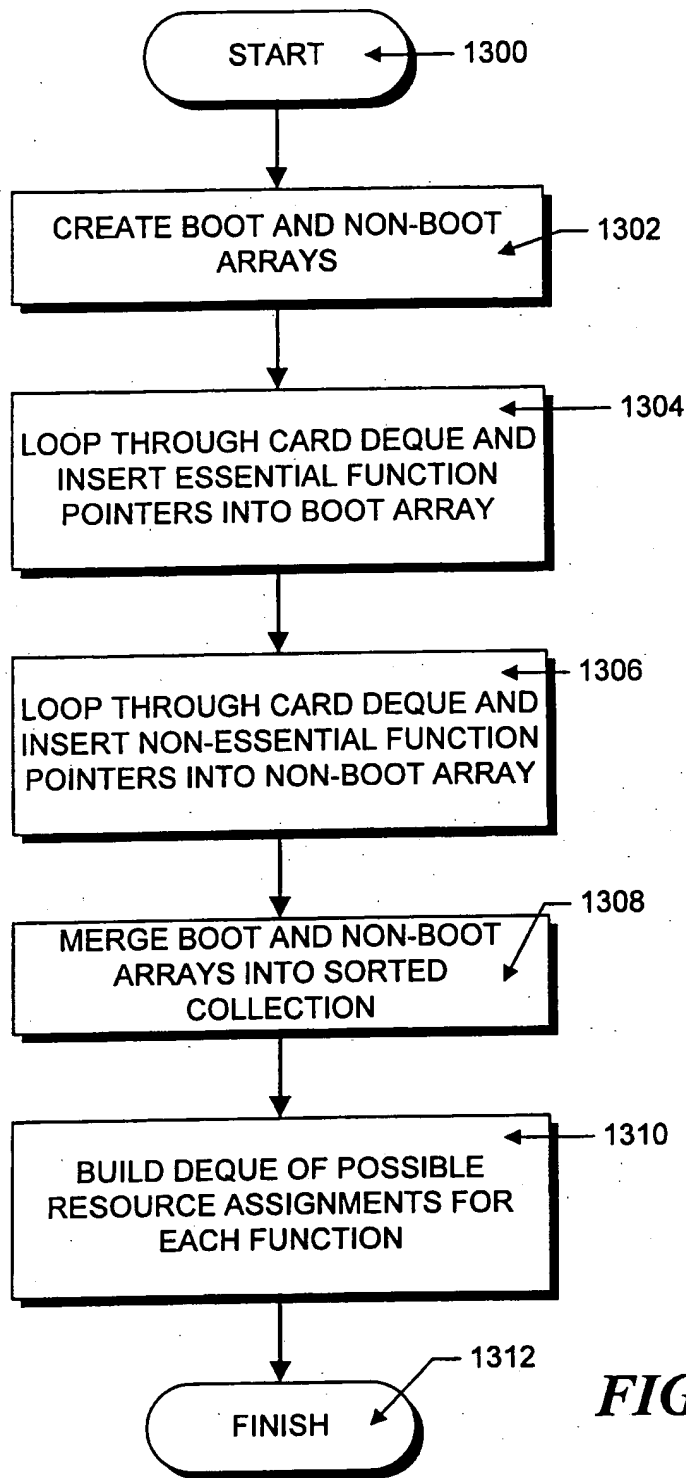 START
1300
CREATE BOOT AND NON-BOOT
ARRAYS
1302
1304
LOOP THROUGH CARD DEQUE AND
INSERT ESSENTIAL FUNCTION
POINTERS INTO BOOT ARRAY
1306
LOOP THROUGH CARD DEQUE AND
INSERT NON-ESSENTIAL FUNCTION
POINTERS INTO NON-BOOT ARRAY
1308
MERGE BOOT AND NON-BOOT
ARRAYS INTO SORTED
COLLECTION
1310
BUILD DEQUE OF POSSIBLE
RESOURCE ASSIGNMENTS FOR
EACH FUNCTION
1312
FINISH
FIG